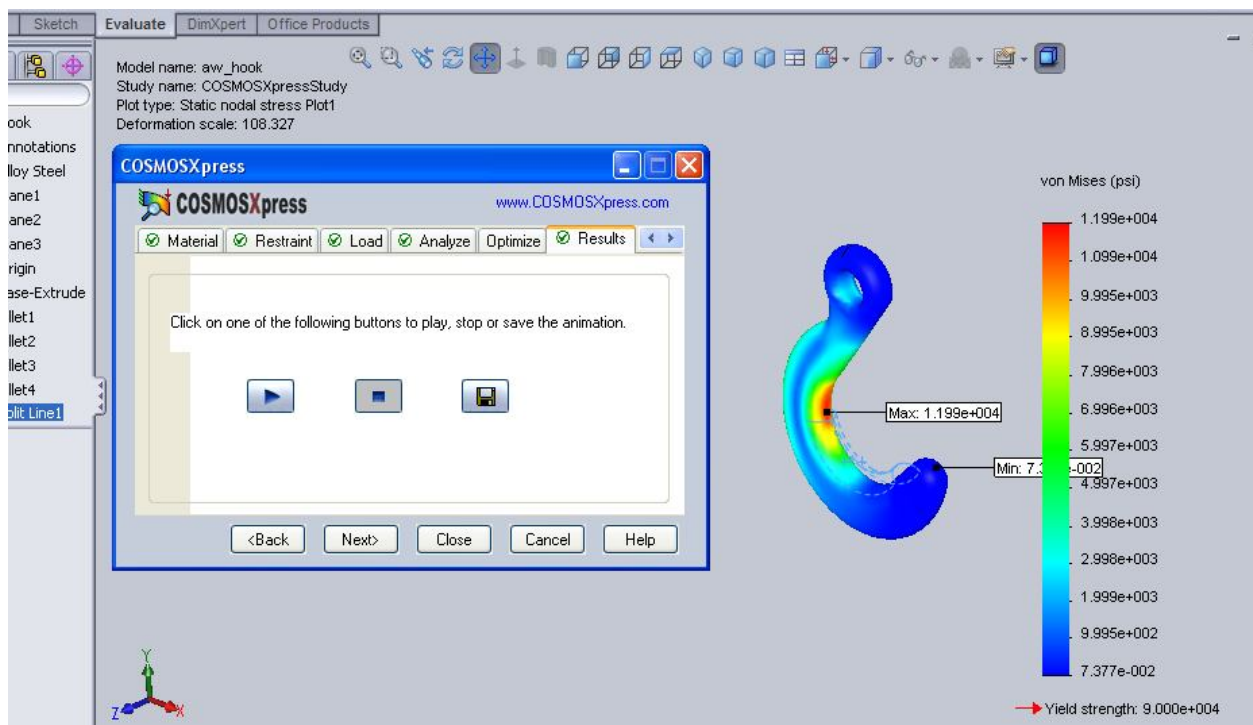 Sketch Evaluate DimXpert Office Products
Model name: aw_hook
Study name: COSMOSXpressStudy
Plot type: Static nodal stress Plot1
Deformation scale: 108.327
ook
nnotations
lloy Steel
ane1
ane2
ane3
rigin
ase-Extrude
llet1
llet2
llet3
llet4
plit Line1
COSMOSXpress
COSMOSXpress www.COSMOSXpress.com
Material Restraint Load Analyze Optimize Results
Click on one of the following buttons to play, stop or save the animation.
<Back Next> Close Cancel Help
von Mises (psi)
1.199e+004
1.099e+004
9.995e+003
8.995e+003
7.996e+003
6.996e+003
5.997e+003
4.997e+003
3.998e+003
2.998e+003
1.999e+003
9.995e+002
7.377e-002
Yield strength: 9.000e+004
Max: 1.199e+004
Min: 7.3 -002
Y
Z X